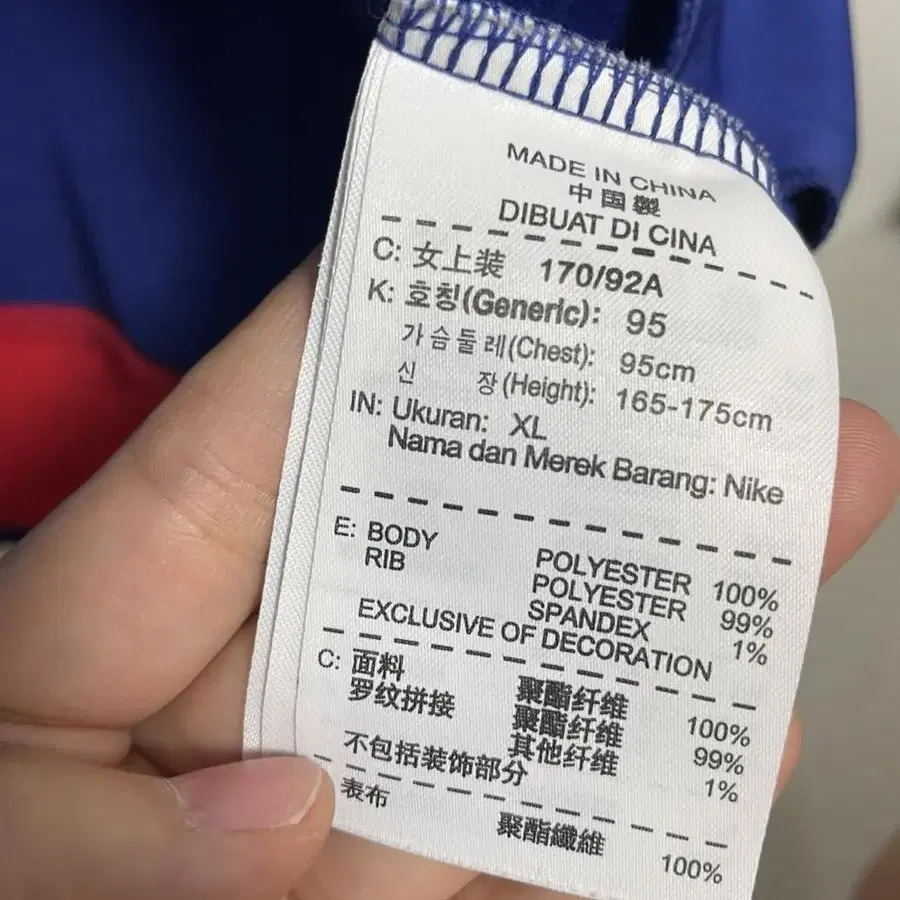 MADE IN CHINA
中国製
DIBUAT DI CINA
C: 女上装 170/92A
K: 호칭(Generic): 95
가슴둘레(Chest): 95cm
신 장(Height): 165-175cm
IN: Ukuran: XL
Nama dan Merek Barang: Nike
E: BODY POLYESTER 100%
RIB POLYESTER 99%
SPANDEX 1%
EXCLUSIVE OF DECORATION
C: 面料 聚酯纤维 100%
罗纹拼接 聚酯纤维 99%
其他纤维 1%
不包括装饰部分
表布 聚酯纖維 100%